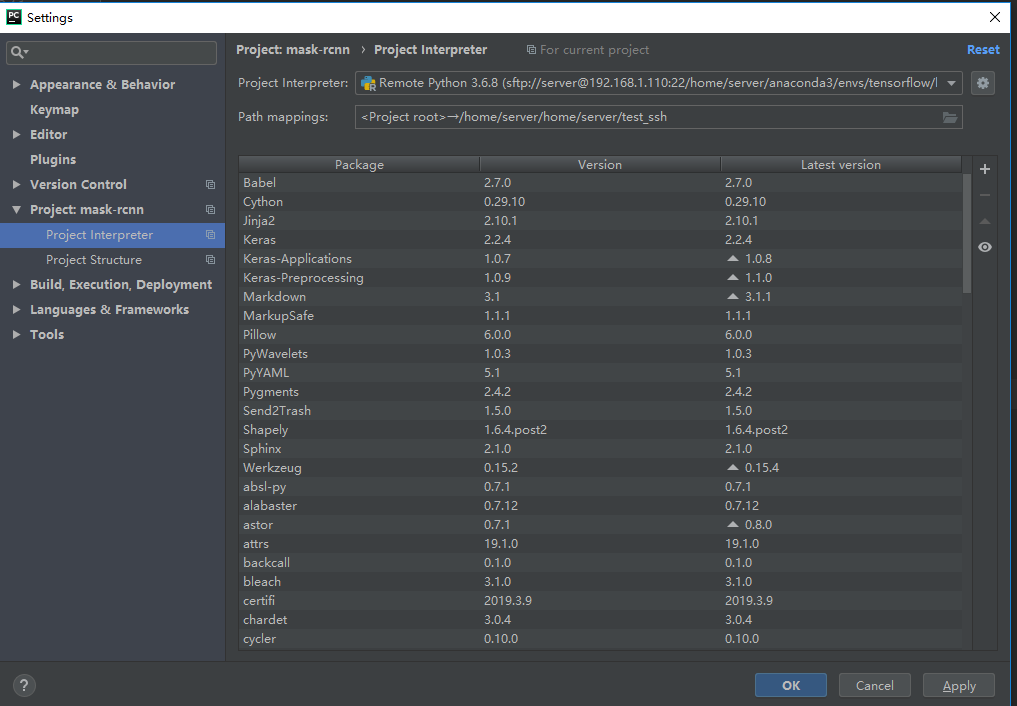 PC Settings
Project: mask-rcnn › Project Interpreter For current project Reset
Appearance & Behavior
Keymap
Editor
Plugins
Version Control
Project: mask-rcnn
Project Interpreter
Project Structure
Build, Execution, Deployment
Languages & Frameworks
Tools
Project Interpreter: Remote Python 3.6.8 (sftp://server@192.168.1.110:22/home/server/anaconda3/envs/tensorflow/
Path mappings: <Project root>→/home/server/home/server/test_ssh
Package Version Latest version
Babel 2.7.0 2.7.0
Cython 0.29.10 0.29.10
Jinja2 2.10.1 2.10.1
Keras 2.2.4 2.2.4
Keras-Applications 1.0.7 1.0.8
Keras-Preprocessing 1.0.9 1.1.0
Markdown 3.1 3.1.1
MarkupSafe 1.1.1 1.1.1
Pillow 6.0.0 6.0.0
PyWavelets 1.0.3 1.0.3
PyYAML 5.1 5.1
Pygments 2.4.2 2.4.2
Send2Trash 1.5.0 1.5.0
Shapely 1.6.4.post2 1.6.4.post2
Sphinx 2.1.0 2.1.0
Werkzeug 0.15.2 0.15.4
absl-py 0.7.1 0.7.1
alabaster 0.7.12 0.7.12
astor 0.7.1 0.8.0
attrs 19.1.0 19.1.0
backcall 0.1.0 0.1.0
bleach 3.1.0 3.1.0
certifi 2019.3.9 2019.3.9
chardet 3.0.4 3.0.4
cycler 0.10.0 0.10.0
? OK Cancel Apply